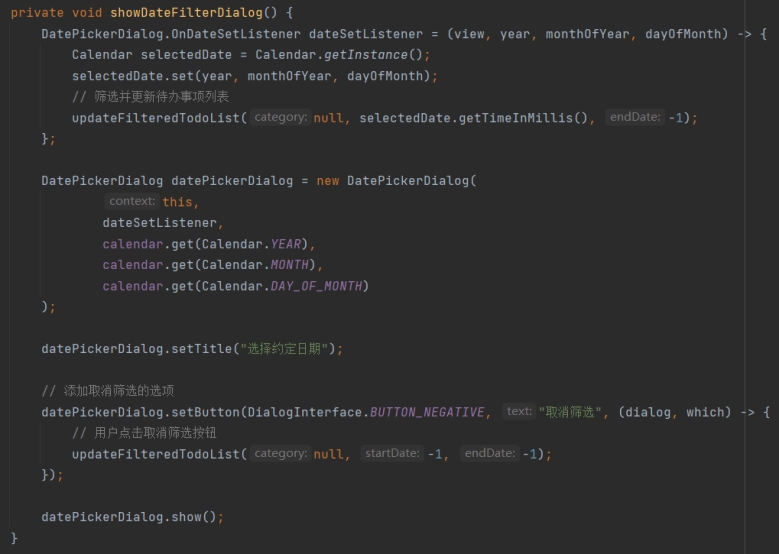 private void showDateFilterDialog() {
    DatePickerDialog.OnDateSetListener dateSetListener = (view, year, monthOfYear, dayOfMonth) -> {
        Calendar selectedDate = Calendar.getInstance();
        selectedDate.set(year, monthOfYear, dayOfMonth);
        // 筛选并更新待办事项列表
        updateFilteredTodoList( category: null, selectedDate.getTimeInMillis(), endDate: -1);
    };
    DatePickerDialog datePickerDialog = new DatePickerDialog(
            context: this,
            dateSetListener,
            calendar.get(Calendar.YEAR),
            calendar.get(Calendar.MONTH),
            calendar.get(Calendar.DAY_OF_MONTH)
    );
    datePickerDialog.setTitle("选择约定日期");
    // 添加取消筛选的选项
    datePickerDialog.setButton(DialogInterface.BUTTON_NEGATIVE, text: "取消筛选", (dialog, which) -> {
        // 用户点击取消筛选按钮
        updateFilteredTodoList( category: null, startDate: -1, endDate: -1);
    });
    datePickerDialog.show();
}